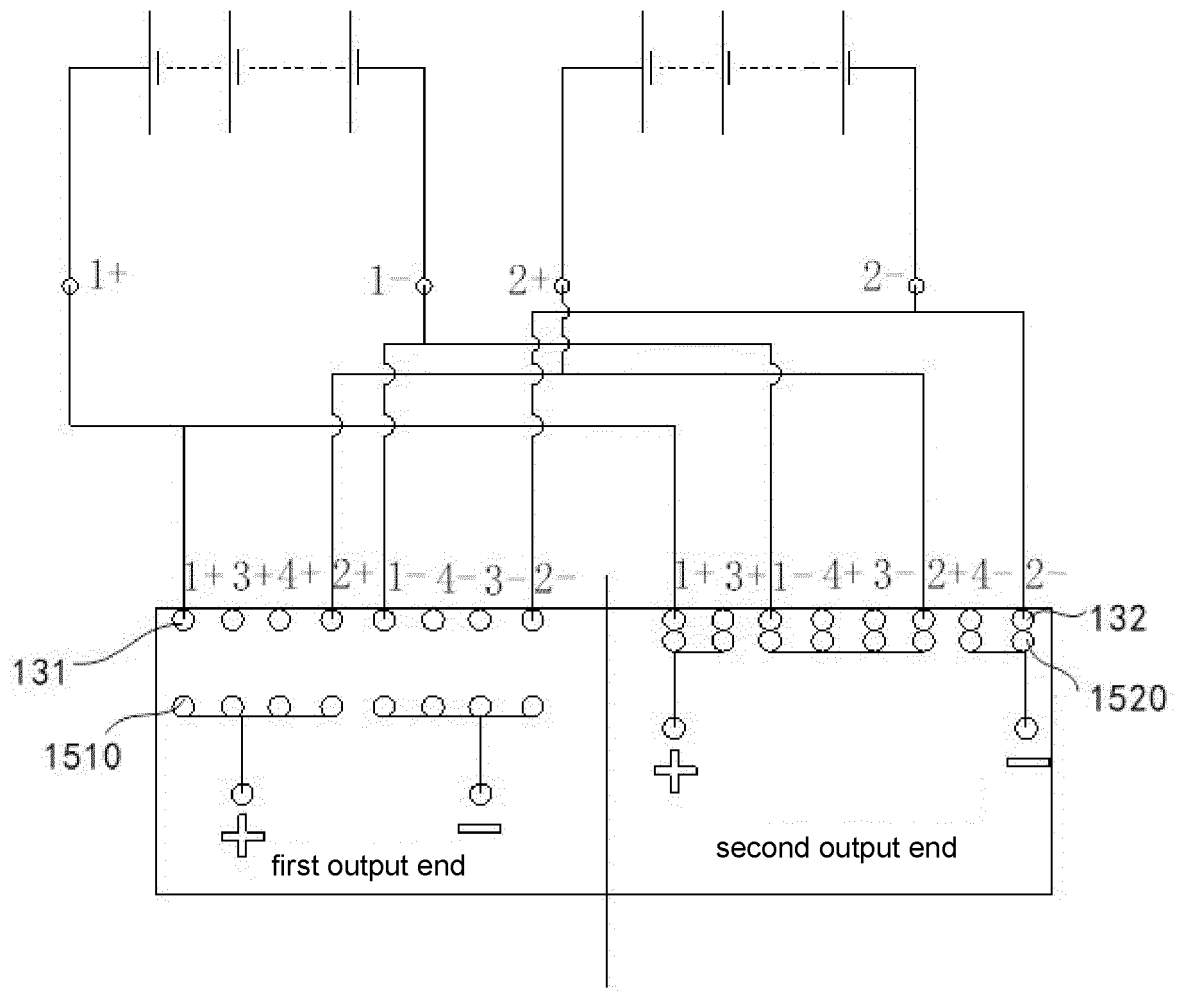 1+ 1- 2+ 2-
1+ 3+ 4+ 2+ 1- 4- 3- 2- 1+ 3+ 1- 4+ 3- 2+ 4- 2-
132
131
1520
1510
+ -
+ -
first output end
second output end